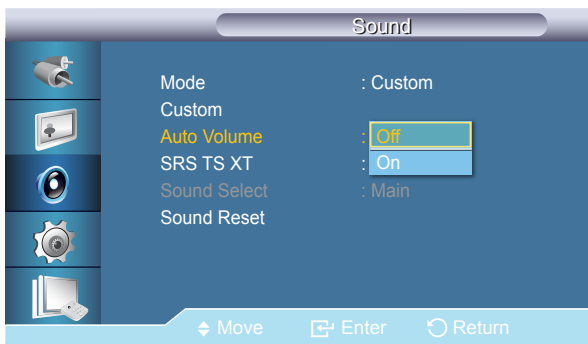 Sound
Mode : Custom
Custom
Auto Volume : Off
SRS TS XT : On
Sound Select : Main
Sound Reset
Move Enter Return